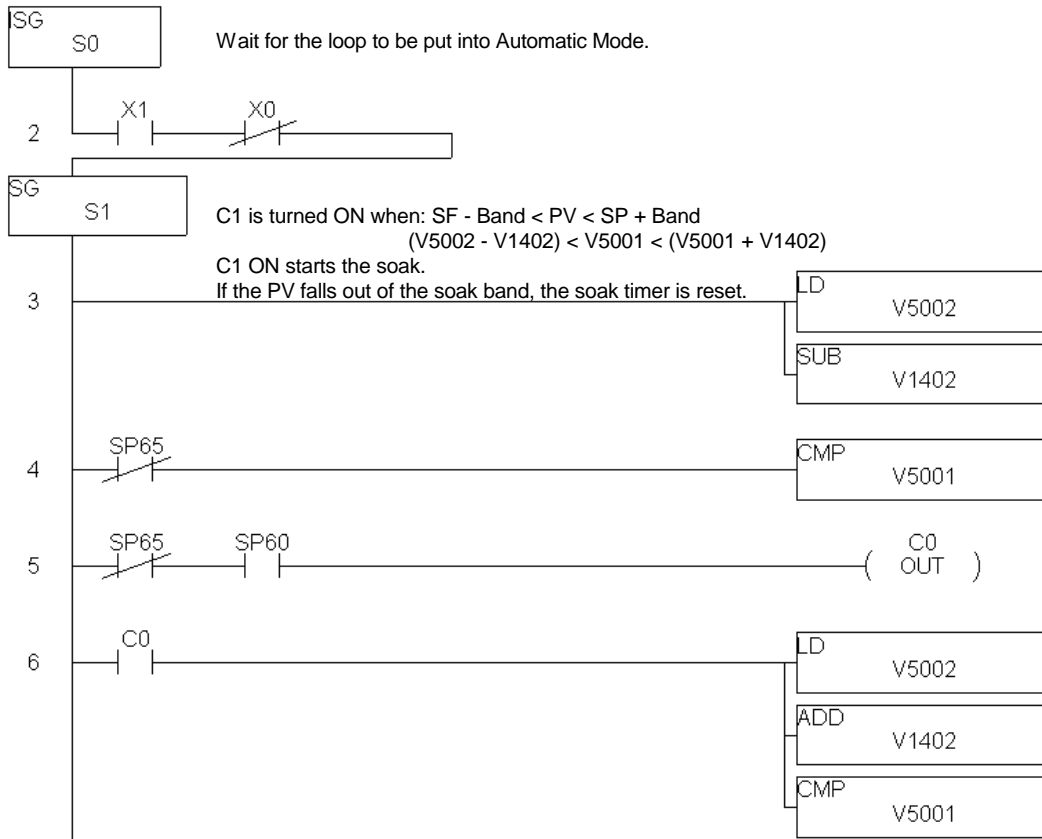 ISG
S0
Wait for the loop to be put into Automatic Mode.
X1 X0
2
SG
S1
C1 is turned ON when: SF - Band < PV < SP + Band
(V5002 - V1402) < V5001 < (V5001 + V1402)
C1 ON starts the soak.
If the PV falls out of the soak band, the soak timer is reset.
3
LD
V5002
SUB
V1402
SP65
4
CMP
V5001
SP65 SP60
5
C0
( OUT )
C0
6
LD
V5002
ADD
V1402
CMP
V5001